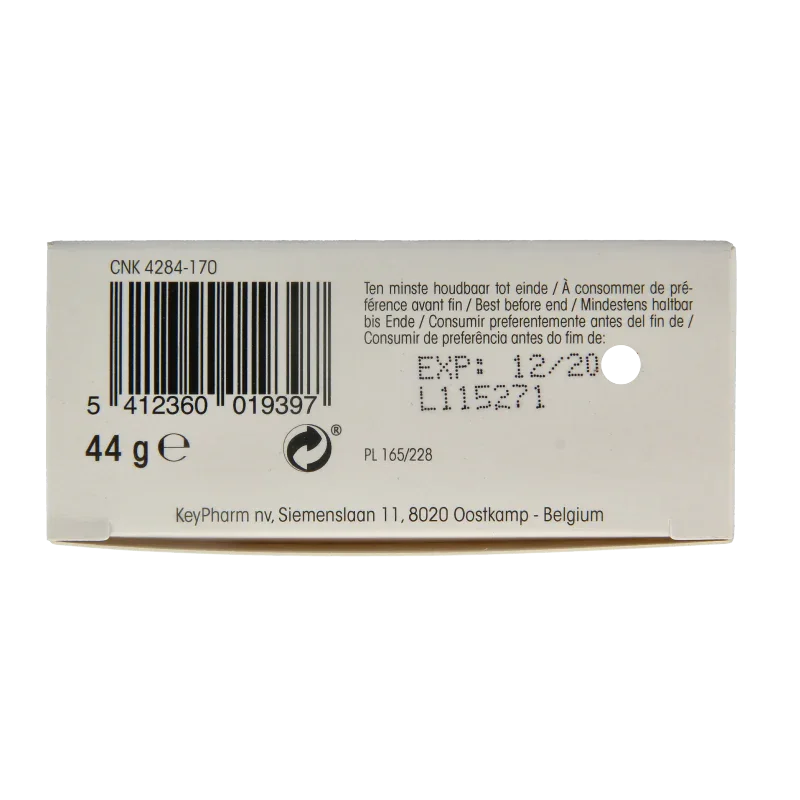 CNK 4284-170
5 412360 019397
44 g ℮
®
Ten minste houdbaar tot einde / À consommer de pré-
férence avant fin / Best before end / Mindestens haltbar
bis Ende / Consumir preferentemente antes del fin de /
Consumir de preferência antes do fim de:
EXP: 12/20
L115271
PL 165/228
KeyPharm nv, Siemenslaan 11, 8020 Oostkamp - Belgium